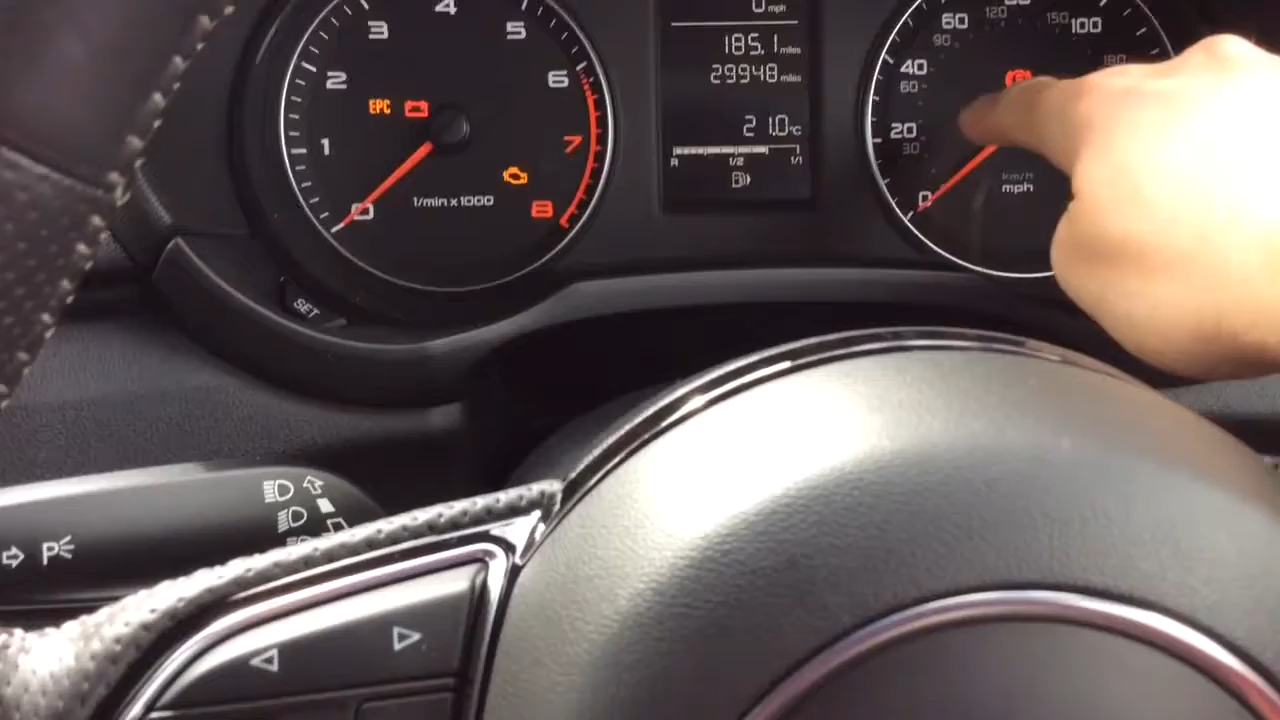 4
3
5
2
6
EPC
1
7
1/min x 1000
0
8
0 mph
185.1 miles
29948 miles
21.0 °C
R 1/2 1/1
60
120
80
150
100
90
40
60
180
20
30
0
km/h
mph
SET
P